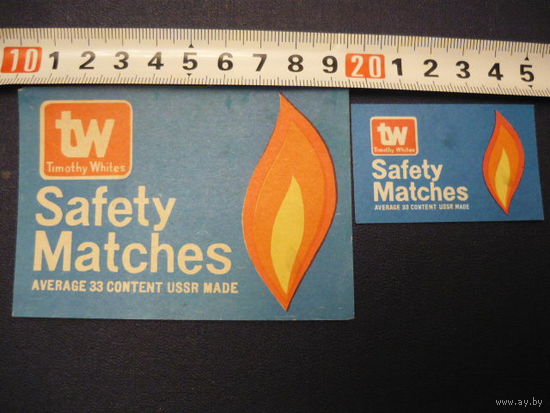 10 1 2 3 4 5 6 7 8 9 20 1 2 3 4 5
tw
Timothy Whites
Safety
Matches
AVERAGE 33 CONTENT USSR MADE
tw
Timothy Whites
Safety
Matches
AVERAGE 33 CONTENT USSR MADE
www.ay.by